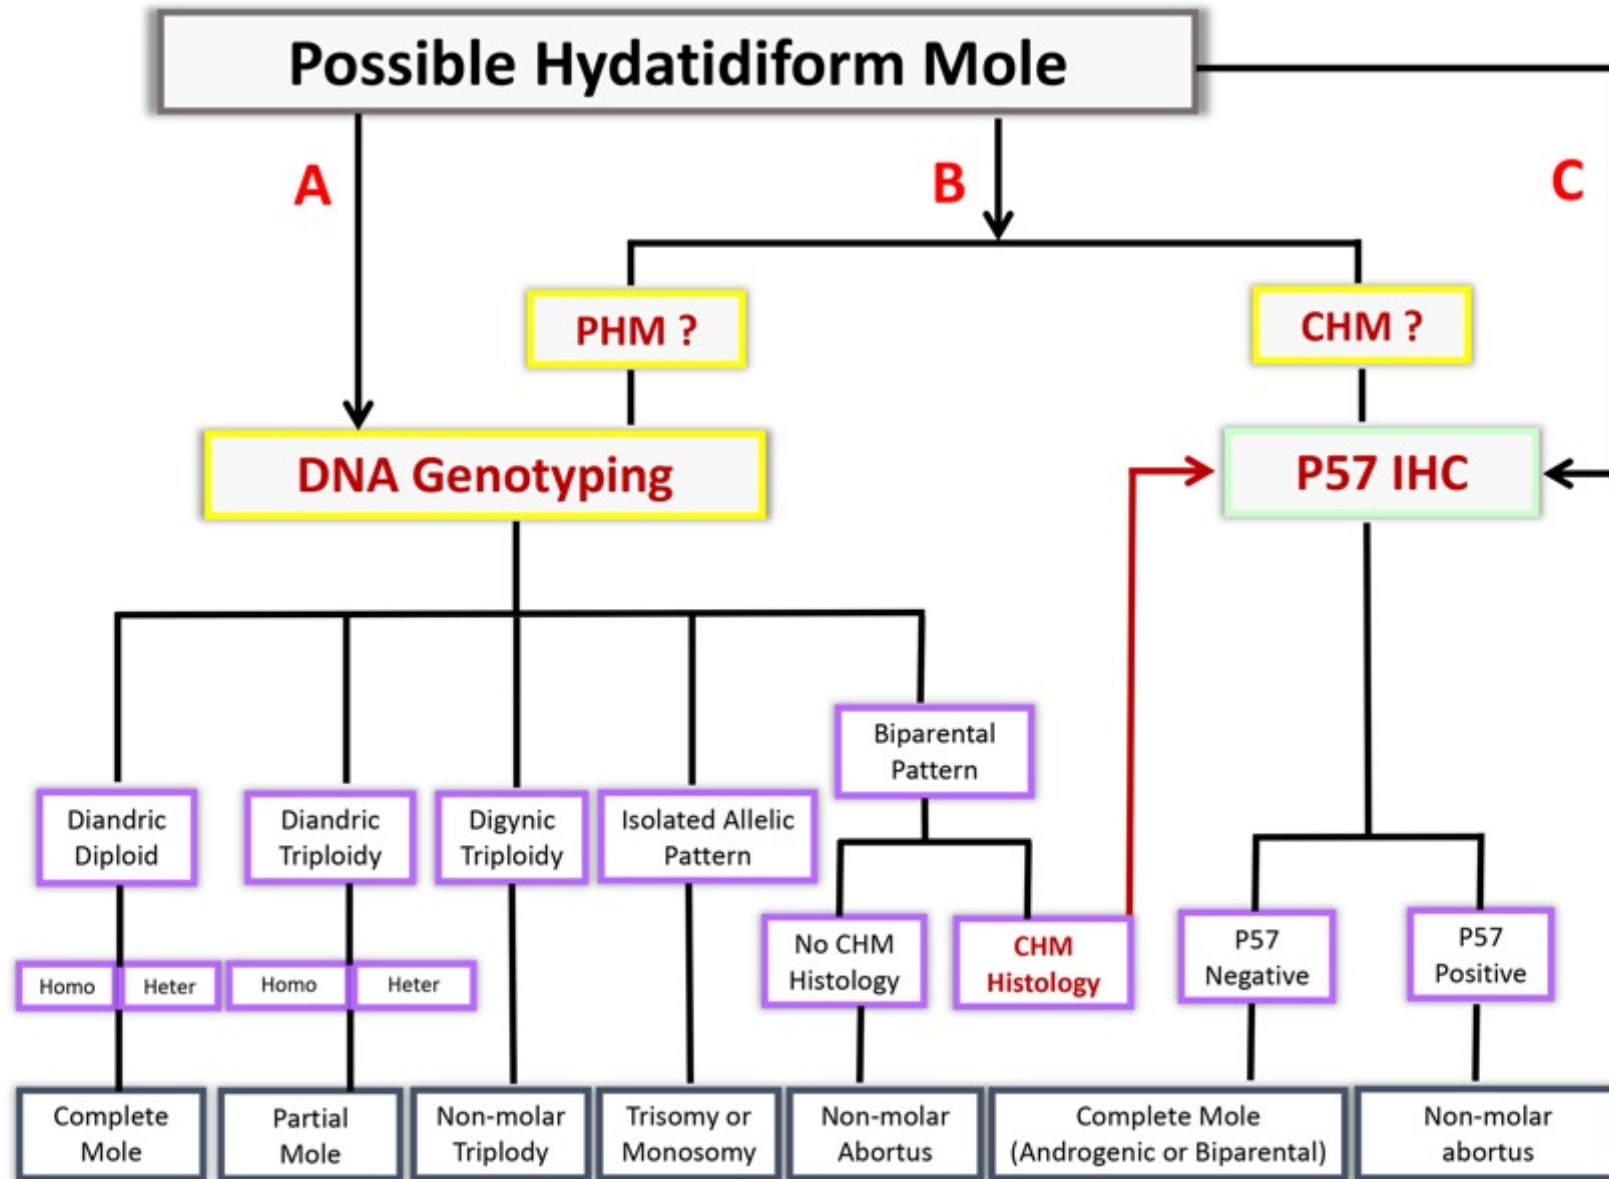 Possible Hydatidiform Mole
A
B
C
PHM ?
CHM ?
DNA Genotyping
P57 IHC
Biparental
Pattern
Diandric
Diploid
Diandric
Triploidy
Digynic
Triploidy
Isolated Allelic
Pattern
No CHM
Histology
CHM
Histology
P57
Negative
P57
Positive
Homo
Heter
Homo
Heter
Complete
Mole
Partial
Mole
Non-molar
Triplody
Trisomy or
Monosomy
Non-molar
Abortus
Complete Mole
(Androgenic or Biparental)
Non-molar
abortus